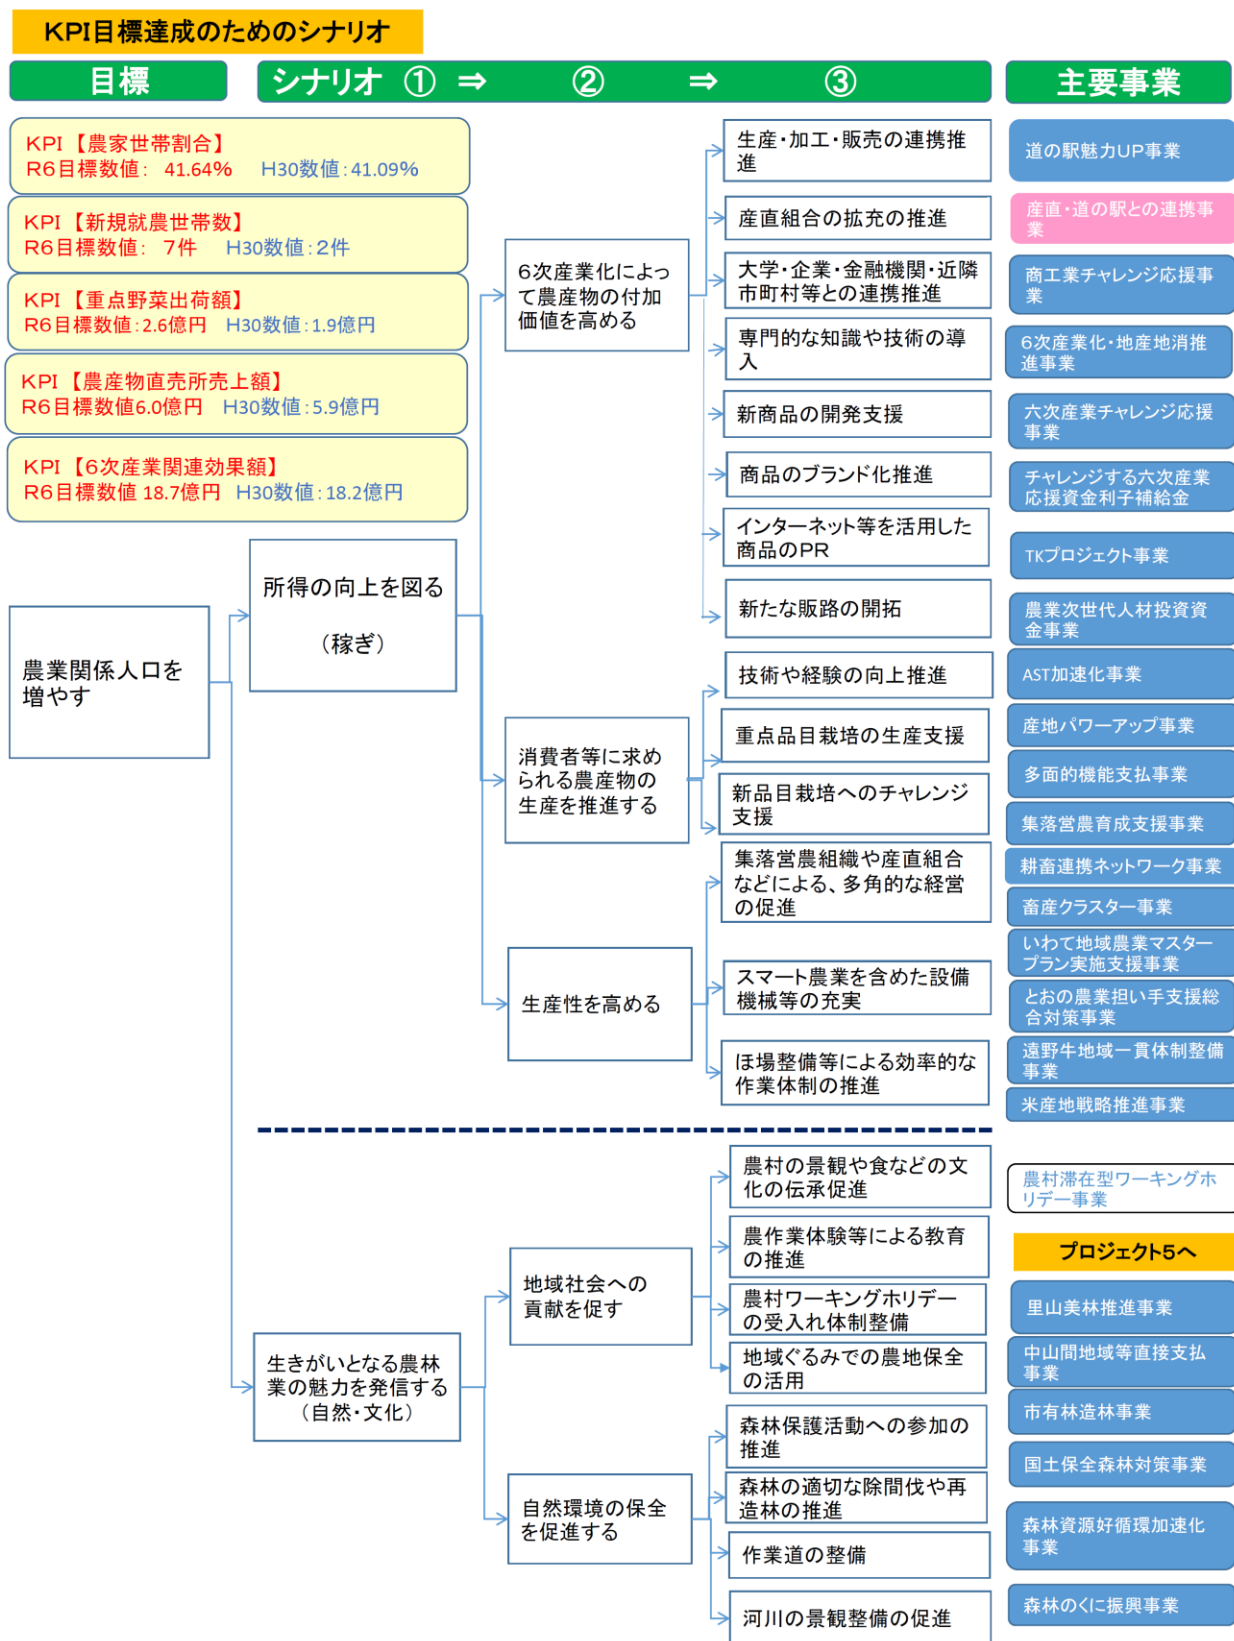 KPI目標達成のためのシナリオ
目標
シナリオ ① ⇒ ② ⇒ ③
主要事業
KPI 【農家世帯割合】
R6目標数値: 41.64% H30数値:41.09%
KPI 【新規就農世帯数】
R6目標数値: 7件 H30数値:2件
KPI 【重点野菜出荷額】
R6目標数値:2.6億円 H30数値:1.9億円
KPI 【農産物直売所売上額】
R6目標数値6.0億円 H30数値:5.9億円
KPI 【6次産業関連効果額】
R6目標数値 18.7億円 H30数値:18.2億円
農業関係人口を
増やす
所得の向上を図る
(稼ぎ)
6次産業化によっ
て農産物の付加
価値を高める
生産・加工・販売の連携推
進
産直組合の拡充の推進
大学・企業・金融機関・近隣
市町村等との連携推進
専門的な知識や技術の導
入
新商品の開発支援
商品のブランド化推進
インターネット等を活用した
商品のPR
新たな販路の開拓
消費者等に求め
られる農産物の
生産を推進する
技術や経験の向上推進
重点品目栽培の生産支援
新品目栽培へのチャレンジ
支援
生産性を高める
集落営農組織や産直組合
などによる、多角的な経営
の促進
スマート農業を含めた設備
機械等の充実
ほ場整備等による効率的な
作業体制の推進
生きがいとなる農林
業の魅力を発信する
(自然・文化)
地域社会への
貢献を促す
農村の景観や食などの文
化の伝承促進
農作業体験等による教育
の推進
農村ワーキングホリデー
の受入れ体制整備
地域ぐるみでの農地保全
の活用
自然環境の保全
を促進する
森林保護活動への参加の
推進
森林の適切な除間伐や再
造林の推進
作業道の整備
河川の景観整備の促進
道の駅魅力UP事業
産直・道の駅との連携事
業
商工業チャレンジ応援事
業
6次産業化・地産地消推
進事業
六次産業チャレンジ応援
事業
チャレンジする六次産業
応援資金利子補給金
TKプロジェクト事業
農業次世代人材投資資
金事業
AST加速化事業
産地パワーアップ事業
多面的機能支払事業
集落営農育成支援事業
耕畜連携ネットワーク事業
畜産クラスター事業
いわて地域農業マスター
プラン実施支援事業
とおの農業担い手支援総
合対策事業
遠野牛地域一貫体制整備
事業
米産地戦略推進事業
農村滞在型ワーキングホ
リデー事業
プロジェクト5へ
里山美林推進事業
中山間地域等直接支払
事業
市有林造林事業
国土保全森林対策事業
森林資源好循環加速化
事業
森林のくに振興事業